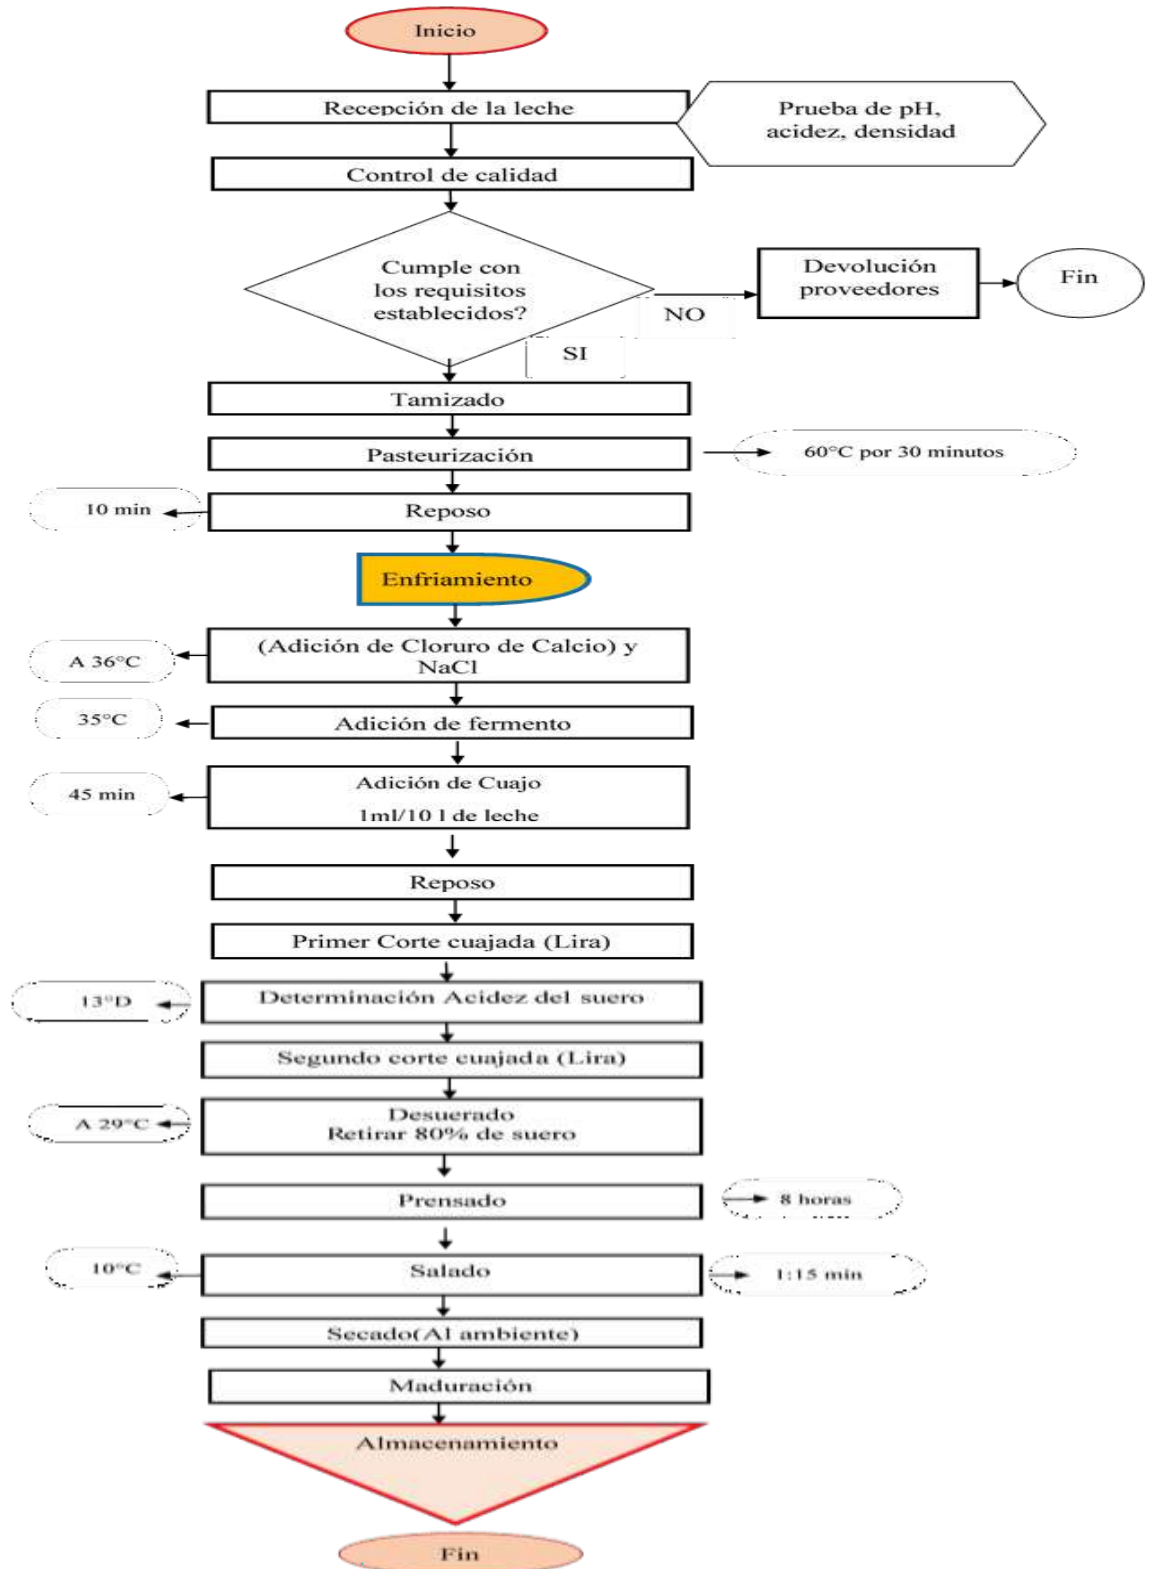 Inicio
Recepción de la leche
Prueba de pH,
acidez, densidad
Control de calidad
Cumple con
los requisitos
establecidos?
NO
Devolución
proveedores
Fin
SI
Tamizado
Pasteurización
60°C por 30 minutos
Reposo
10 min
Enfriamiento
(Adición de Cloruro de Calcio) y
NaCl
A 36°C
Adición de fermento
35°C
Adición de Cuajo
1ml/10 l de leche
45 min
Reposo
Primer Corte cuajada (Lira)
Determinación Acidez del suero
13°D
Segundo corte cuajada (Lira)
Desuerado
Retirar 80% de suero
A 29°C
Prensado
8 horas
Salado
10°C
1:15 min
Secado(Al ambiente)
Maduración
Almacenamiento
Fin